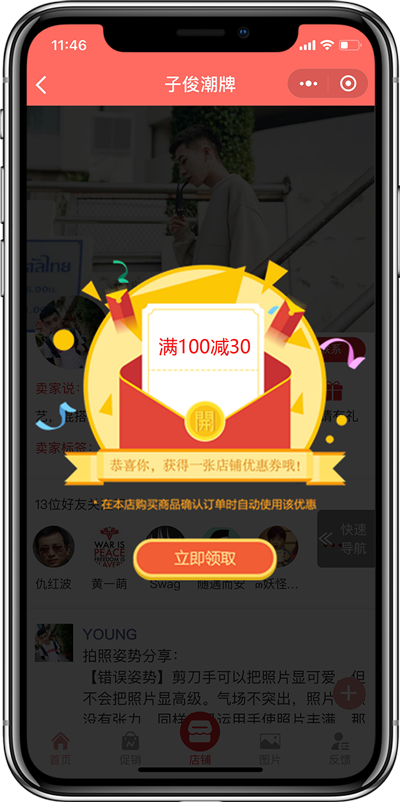 11:46
子俊潮牌
满100减30
開
卖家说:
恭喜你，获得一张店铺优惠券哦!
卖家标签:
* 在本店购买商品确认订单时自动使用该优惠
13位好友关
快速
导航
立即领取
WAR IS
PEACE
FREEDOM IS
仇红波
黄一萌
Swag
随遇而安
ന妖怪...
YOUNG
拍照姿势分享：
【错误姿势】剪刀手可以把照片显可爱，但
不会把照片显高级。气场不突出，照片
没有张力
运用手使照片丰满，那
首页
促销
店铺
图片
反馈